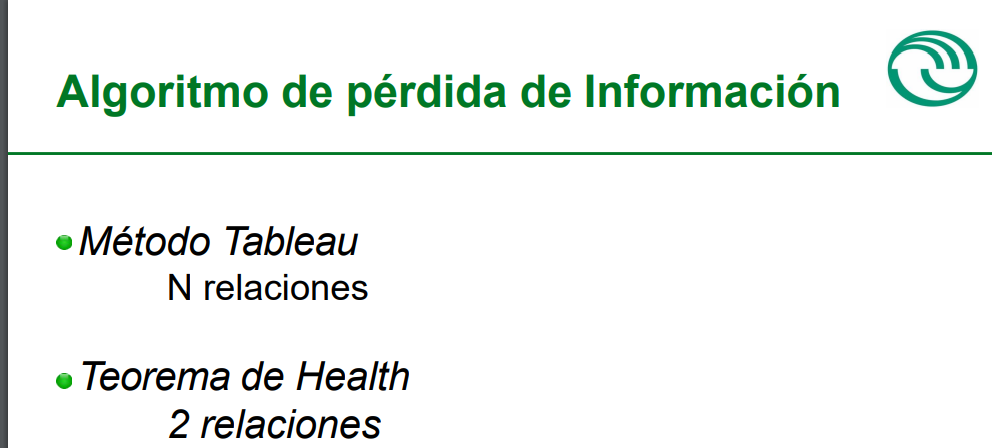 Algoritmo de pérdida de Información
Método Tableau
N relaciones
Teorema de Health
2 relaciones